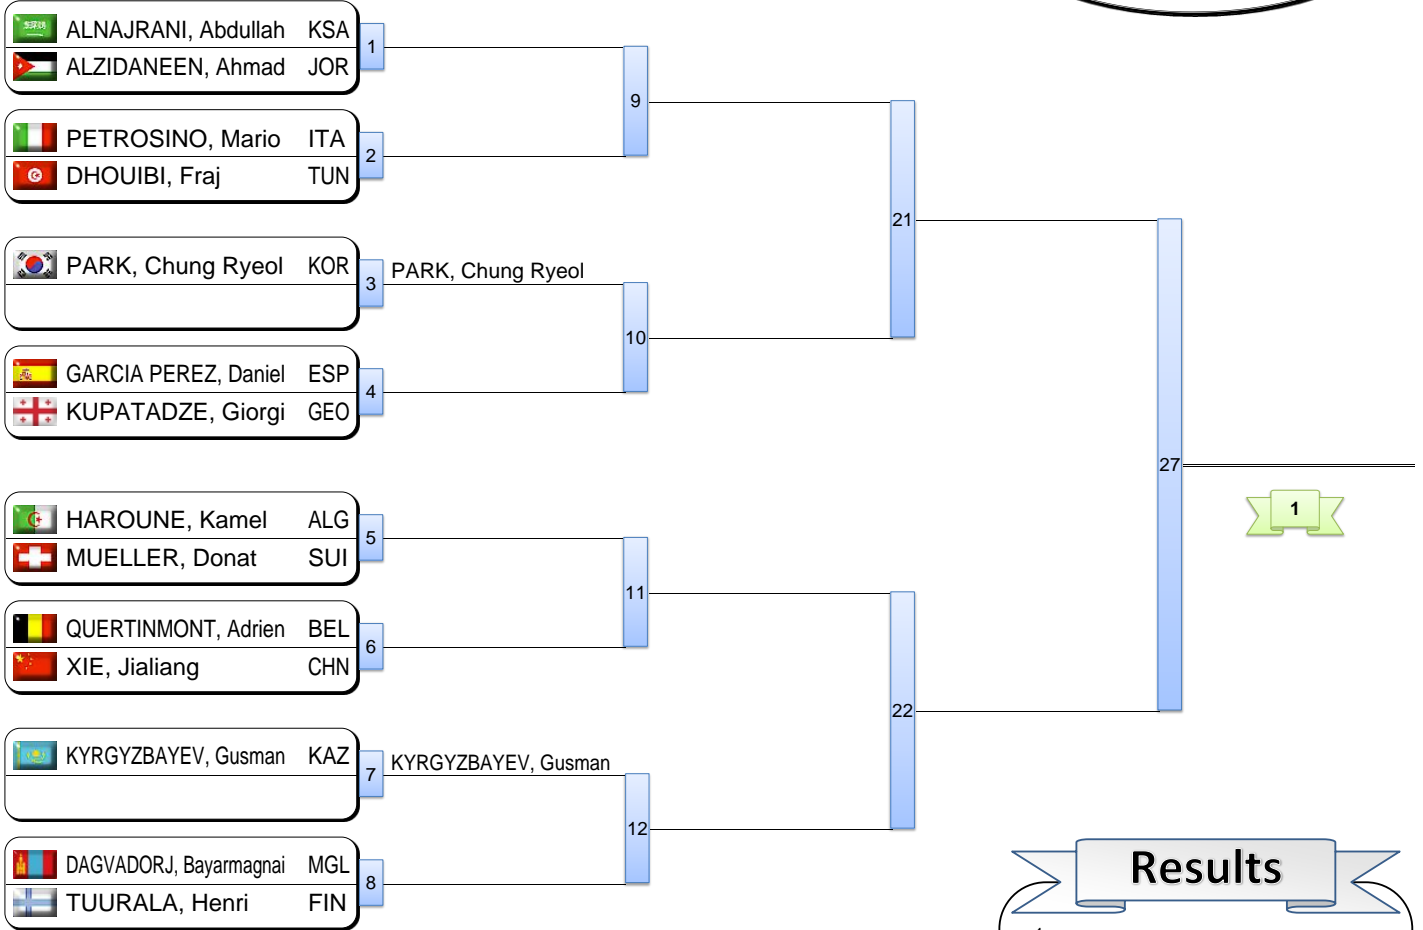 ALNAJRANI, Abdullah KSA
1
ALZIDANEEN, Ahmad JOR
9
PETROSINO, Mario ITA
2
DHOUIBI, Fraj TUN
21
PARK, Chung Ryeol KOR
3
PARK, Chung Ryeol
10
GARCIA PEREZ, Daniel ESP
4
KUPATADZE, Giorgi GEO
27
1
HAROUNE, Kamel ALG
5
MUELLER, Donat SUI
11
QUERTINMONT, Adrien BEL
6
XIE, Jialiang CHN
22
KYRGYZBAYEV, Gusman KAZ
7
KYRGYZBAYEV, Gusman
12
DAGVADORJ, Bayarmagnai MGL
8
TUURALA, Henri FIN
Results